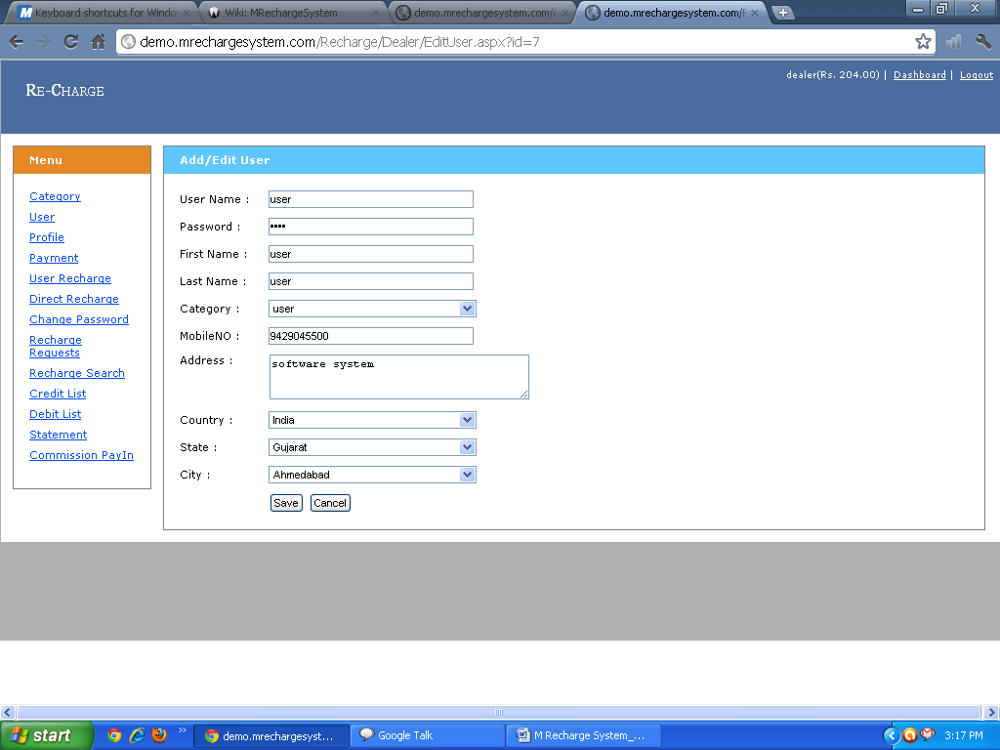 Keyboard shortcuts for Windo
Wiki: MRechargeSystem
demo.mrechargesystem.com/
demo.mrechargesystem.com/
demo.mrechargesystem.com/Recharge/Dealer/EditUser.aspx?id=7
dealer(Rs. 204.00) | Dashboard | Logout
RE-CHARGE
Menu
Category
User
Profile
Payment
User Recharge
Direct Recharge
Change Password
Recharge
Requests
Recharge Search
Credit List
Debit List
Statement
Commission PayIn
Add/Edit User
User Name : user
Password : ••••
First Name : user
Last Name : user
Category : user
MobileNO : 9429045500
Address : software system
Country : India
State : Gujarat
City : Ahmedabad
Save Cancel
start
demo.mrechargesyst...
Google Talk
M Recharge System_...
3:17 PM